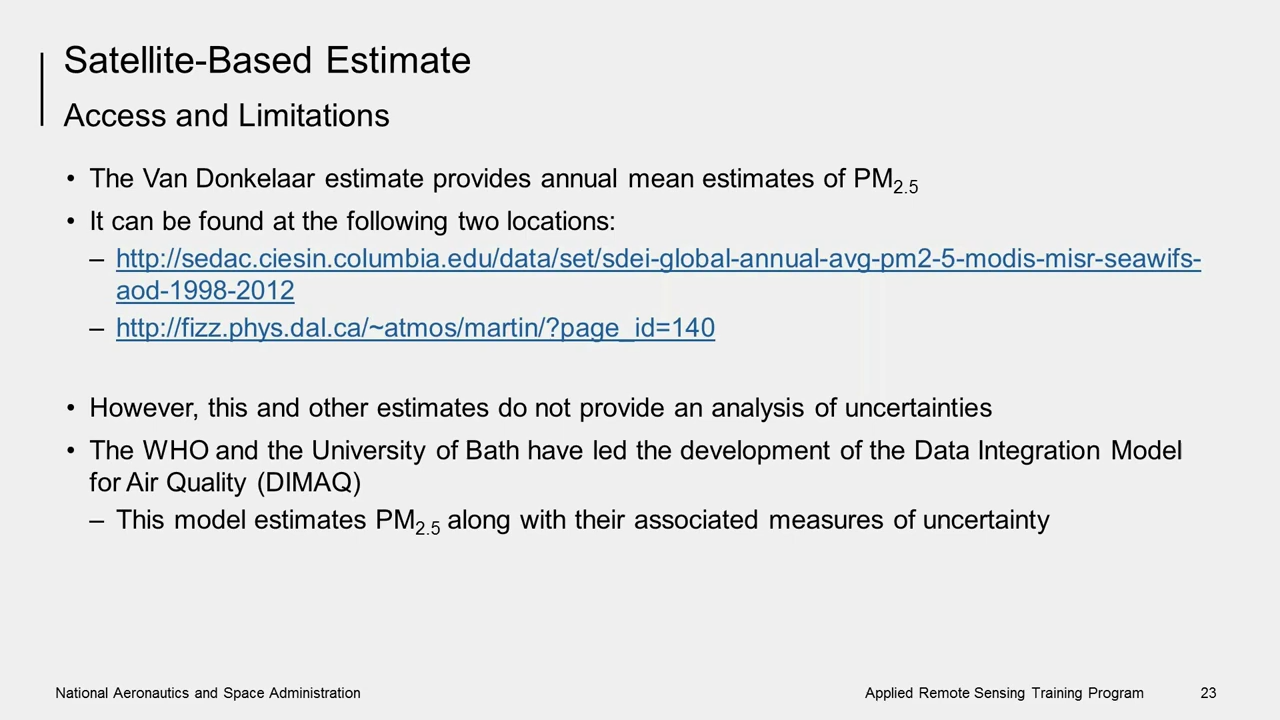 Satellite-Based Estimate
Access and Limitations
• The Van Donkelaar estimate provides annual mean estimates of PM2.5
• It can be found at the following two locations:
– http://sedac.ciesin.columbia.edu/data/set/sdei-global-annual-avg-pm2-5-modis-misr-seawifs-
aod-1998-2012
– http://fizz.phys.dal.ca/~atmos/martin/?page_id=140
• However, this and other estimates do not provide an analysis of uncertainties
• The WHO and the University of Bath have led the development of the Data Integration Model
for Air Quality (DIMAQ)
– This model estimates PM2.5 along with their associated measures of uncertainty
National Aeronautics and Space Administration
Applied Remote Sensing Training Program
23